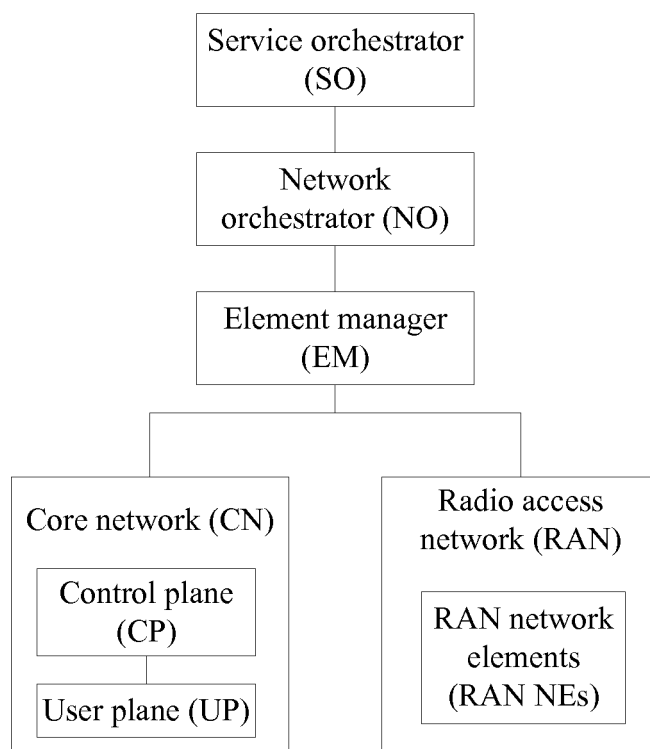 Service orchestrator
(SO)
Network
orchestrator (NO)
Element manager
(EM)
Core network (CN)
Control plane
(CP)
User plane (UP)
Radio access
network (RAN)
RAN network
elements
(RAN NEs)